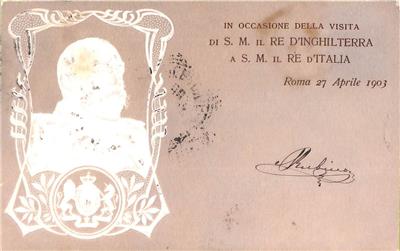 IN OCCASIONE DELLA VISITA
DI S. M. IL RE D'INGHILTERRA
A S. M. IL RE D'ITALIA
Roma 27 Aprile 1903